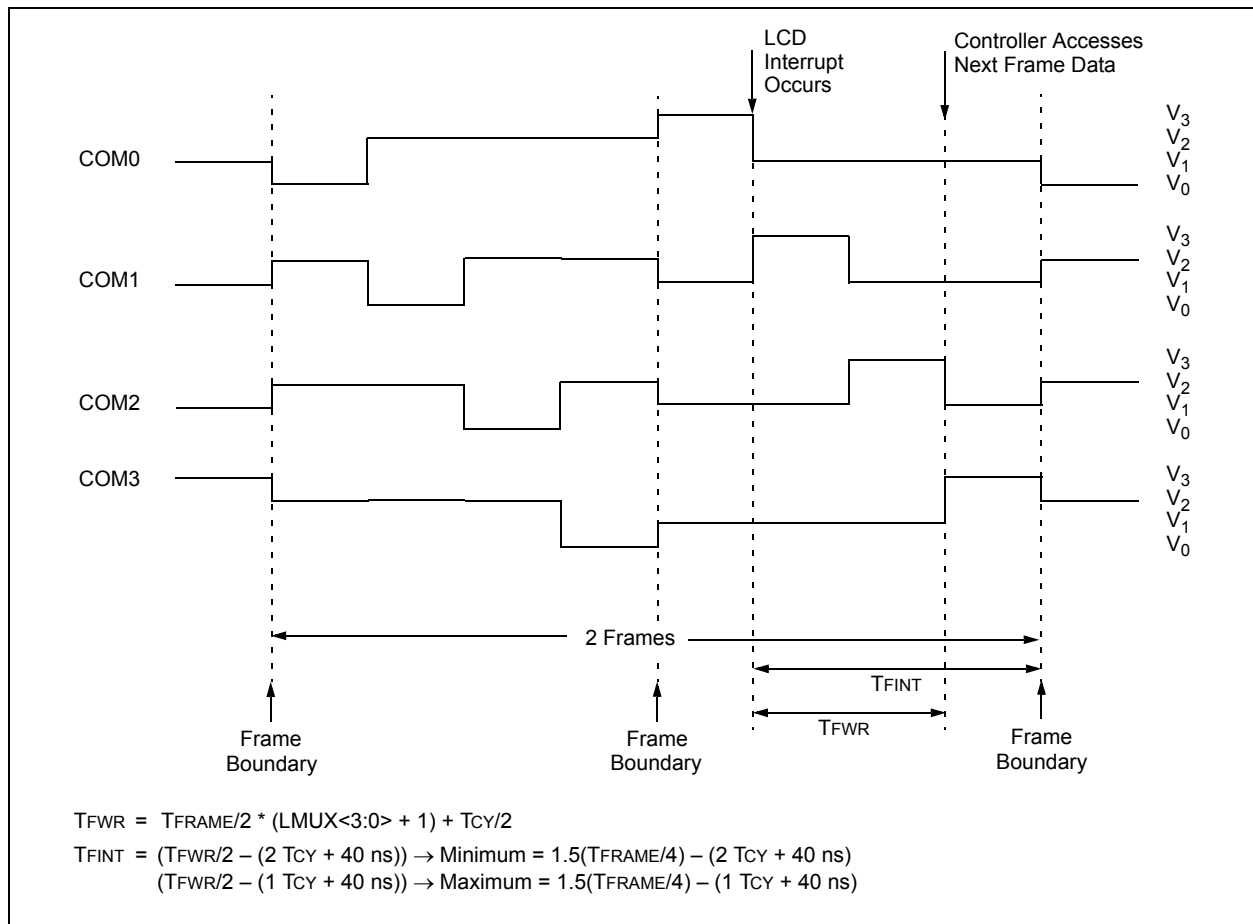 LCD
Interrupt
Occurs
Controller Accesses
Next Frame Data
COM0
V3
V2
V1
V0
COM1
V3
V2
V1
V0
COM2
V3
V2
V1
V0
COM3
V3
V2
V1
V0
2 Frames
TFINT
TFWR
Frame
Boundary
Frame
Boundary
Frame
Boundary
TFWR = TFRAME/2 * (LMUX<3:0> + 1) + TCY/2
TFINT = (TFWR/2 – (2 TCY + 40 ns)) → Minimum = 1.5(TFRAME/4) – (2 TCY + 40 ns)
(TFWR/2 – (1 TCY + 40 ns)) → Maximum = 1.5(TFRAME/4) – (1 TCY + 40 ns)